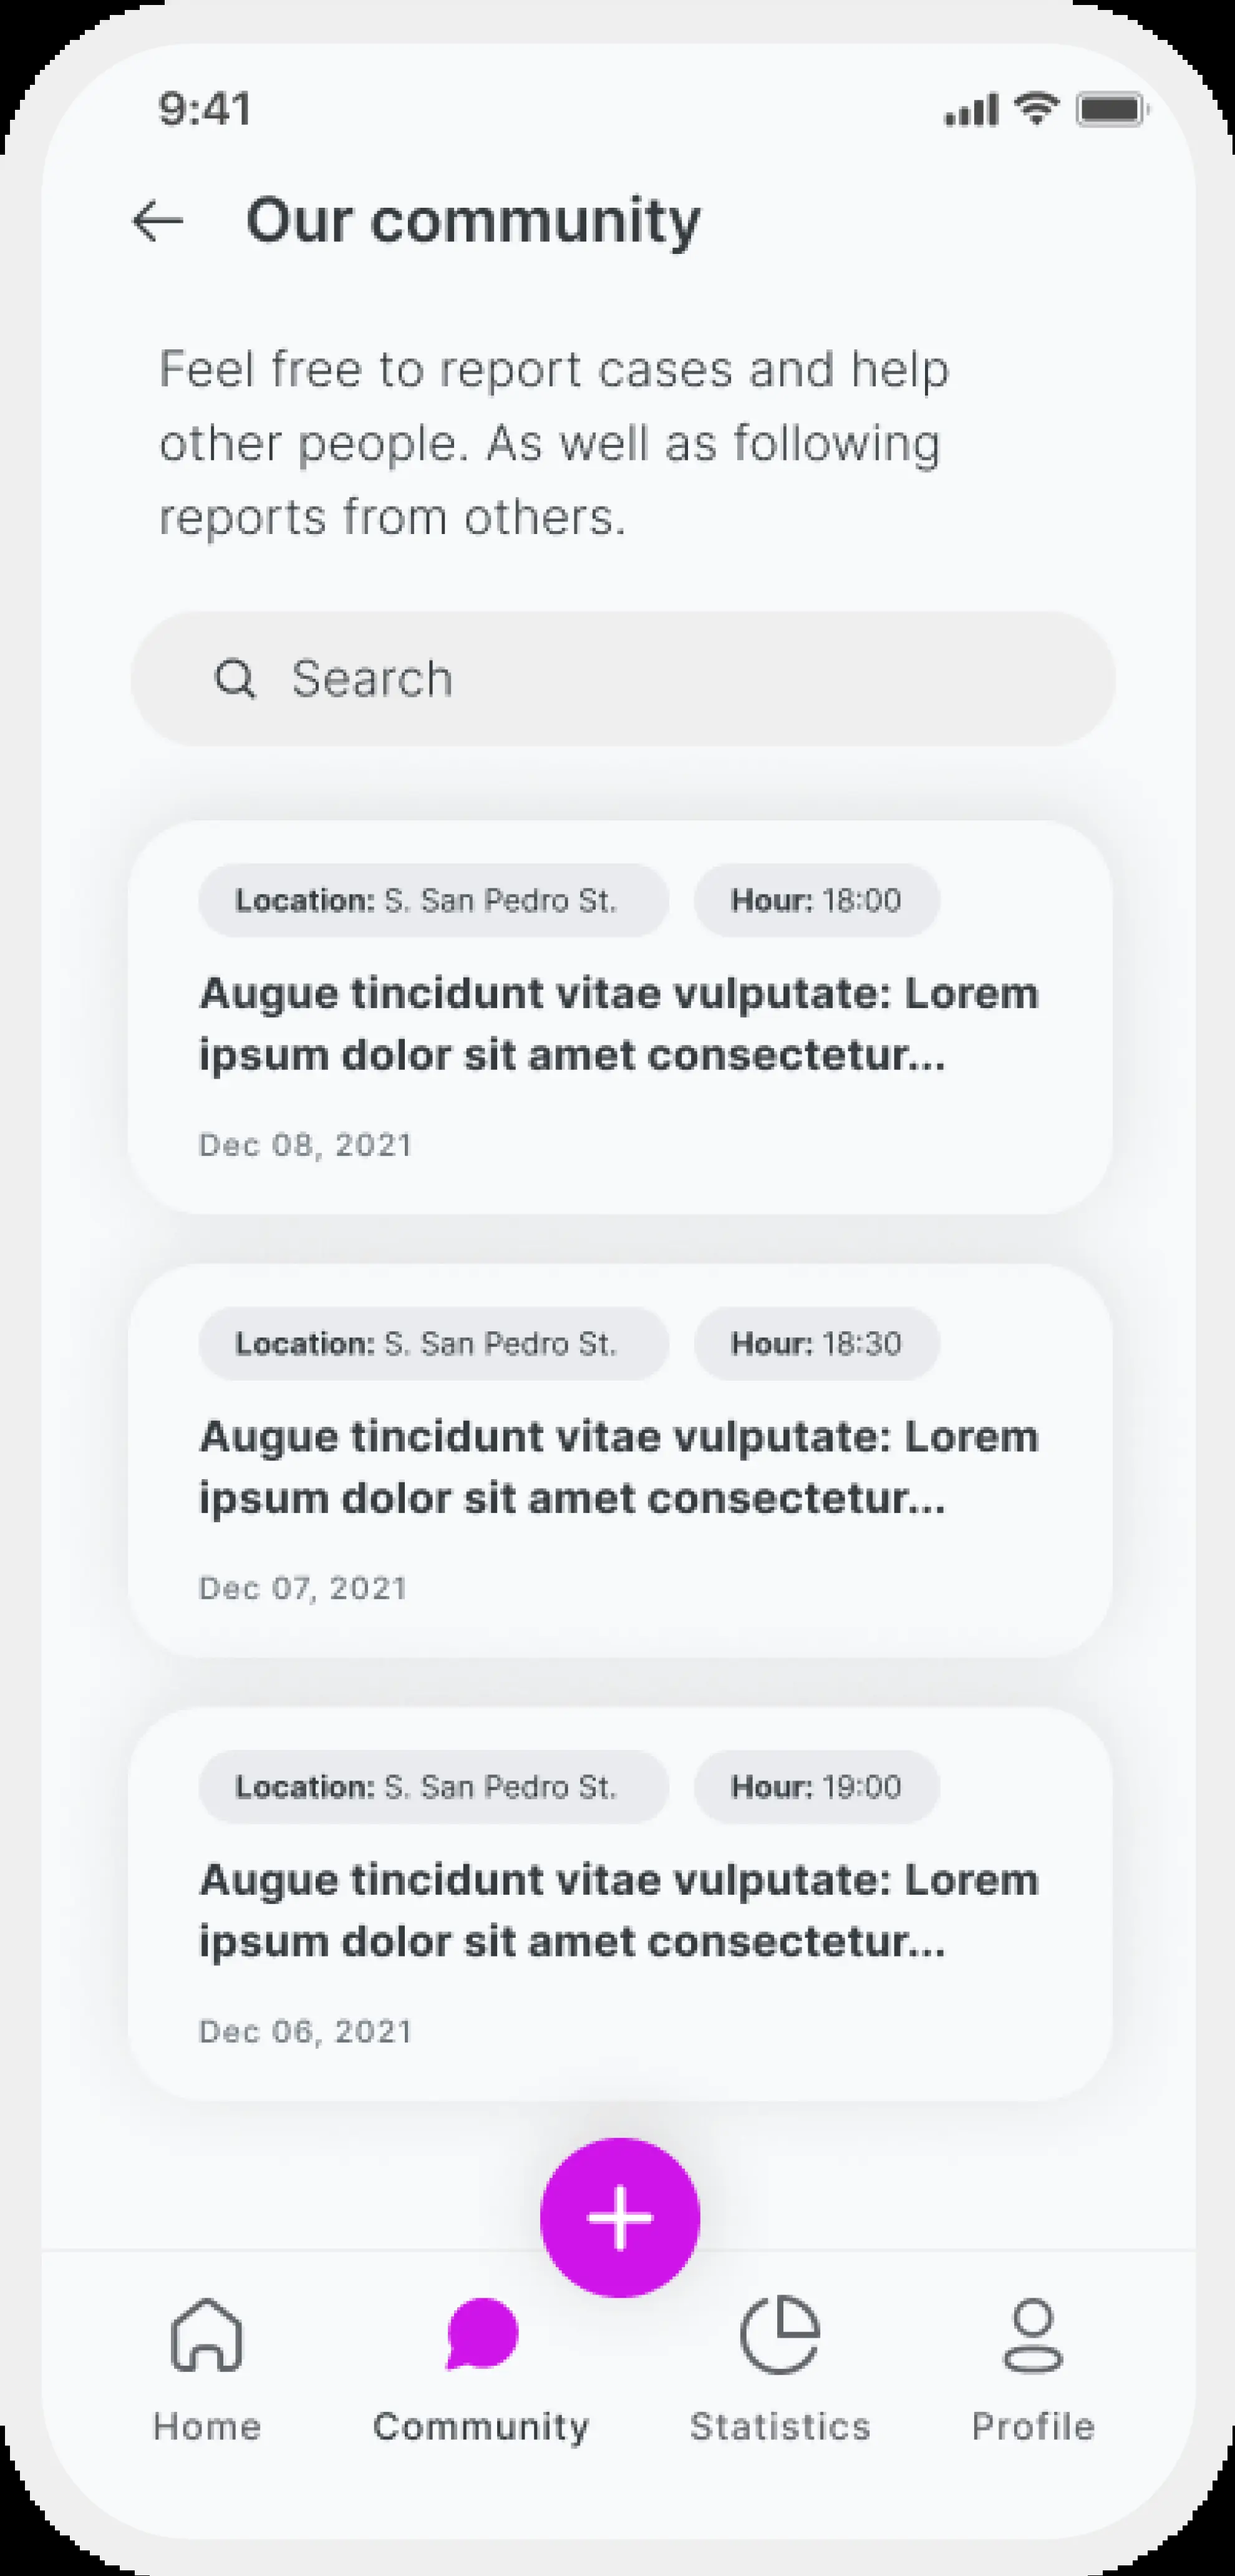 9:41
Our community
Feel free to report cases and help
other people. As well as following
reports from others.
Search
Location: S. San Pedro St. Hour: 18:00
Augue tincidunt vitae vulputate: Lorem
ipsum dolor sit amet consectetur...
Dec 08, 2021
Location: S. San Pedro St. Hour: 18:30
Augue tincidunt vitae vulputate: Lorem
ipsum dolor sit amet consectetur...
Dec 07, 2021
Location: S. San Pedro St. Hour: 19:00
Augue tincidunt vitae vulputate: Lorem
ipsum dolor sit amet consectetur...
Dec 06, 2021
Home Community Statistics Profile